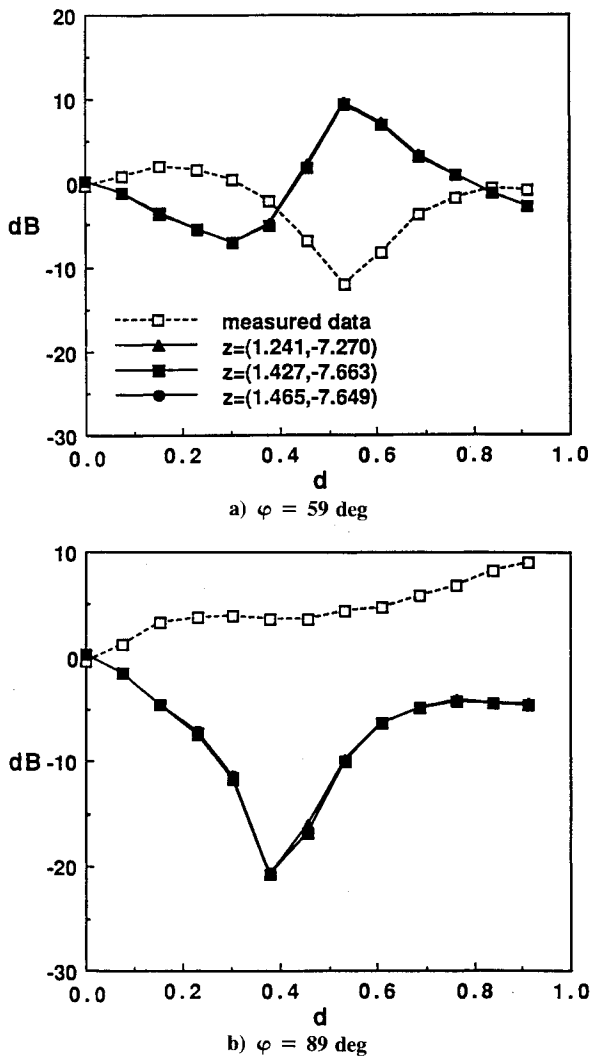 20
10
0
dB
-10
-20
-30
measured data
z=(1.241,-7.270)
z=(1.427,-7.663)
z=(1.465,-7.649)
0.0 0.2 0.4 0.6 0.8 1.0
d
a) φ = 59 deg
10
0
dB -10
-20
-30
0.0 0.2 0.4 0.6 0.8 1.0
d
b) φ = 89 deg